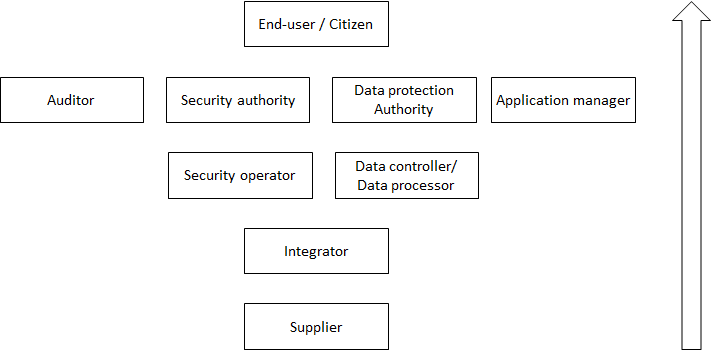 End-user / Citizen
Auditor
Security authority
Data protection
Authority
Application manager
Security operator
Data controller/
Data processor
Integrator
Supplier